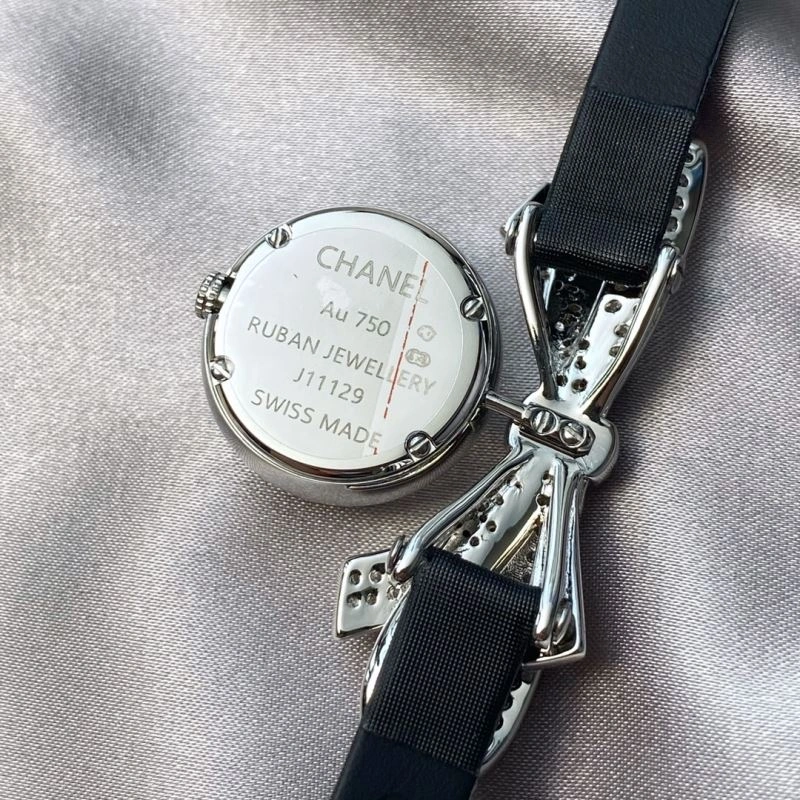 CHANEL
Au 750
RUBAN JEWELLERY
J11129
SWISS MADE